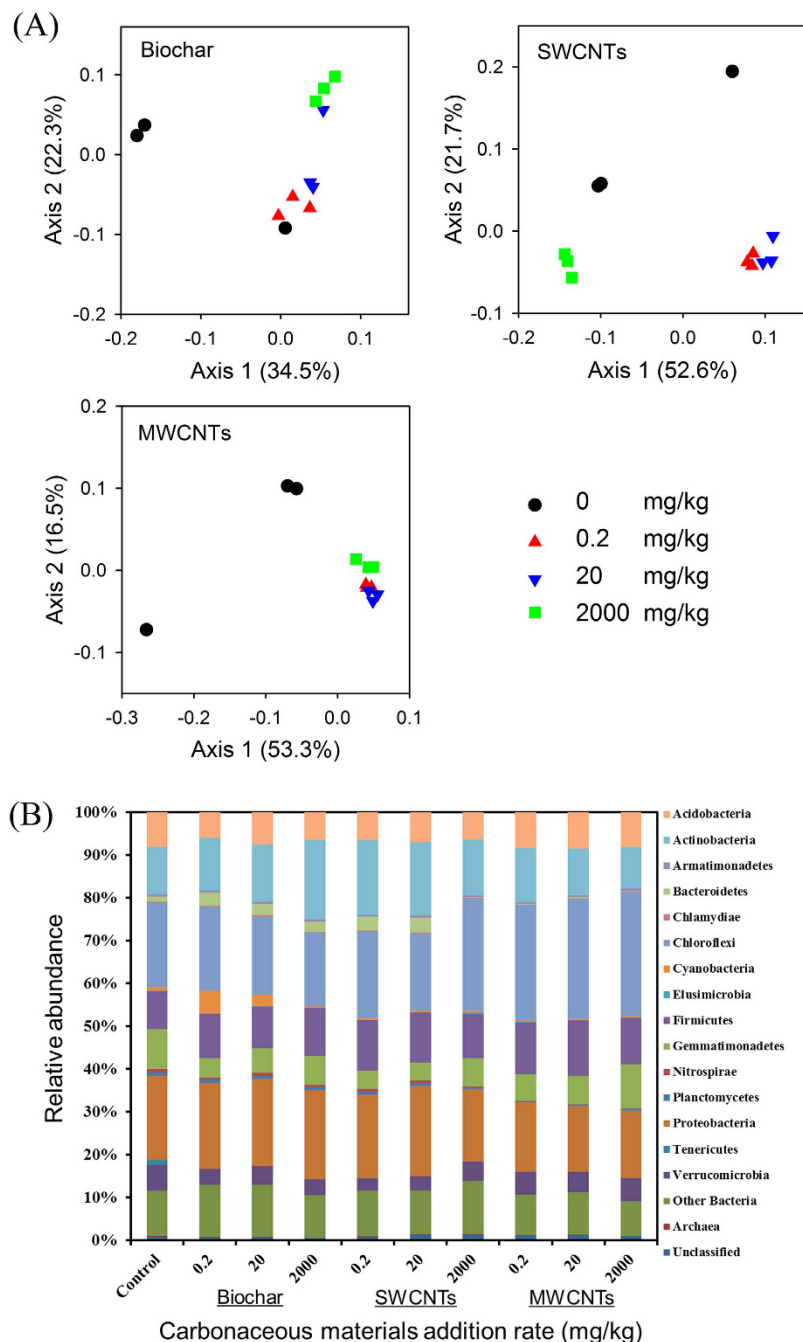 (A)
Biochar
0.1
0.0
-0.1
-0.2
Axis 2 (22.3%)
-0.2
-0.1
0.0
0.1
Axis 1 (34.5%)
SWCNTs
0.2
0.1
0.0
-0.1
Axis 2 (21.7%)
-0.2
-0.1
0.0
0.1
Axis 1 (52.6%)
MWCNTs
0.2
0.1
0.0
-0.1
Axis 2 (16.5%)
-0.3
-0.2
-0.1
0.0
0.1
Axis 1 (53.3%)
0 mg/kg
0.2 mg/kg
20 mg/kg
2000 mg/kg
(B)
100%
90%
80%
70%
60%
50%
40%
30%
20%
10%
0%
Relative abundance
Control
0.2
20
2000
0.2
20
2000
0.2
20
2000
Biochar
SWCNTs
MWCNTs
Carbonaceous materials addition rate (mg/kg)
Acidobacteria
Actinobacteria
Armatimonadetes
Bacteroidetes
Chlamydiae
Chloroflexi
Cyanobacteria
Elusimicrobia
Firmicutes
Gemmatimonadetes
Nitrospirae
Planctomycetes
Proteobacteria
Tenericutes
Verrucomicrobia
Other Bacteria
Archaea
Unclassified